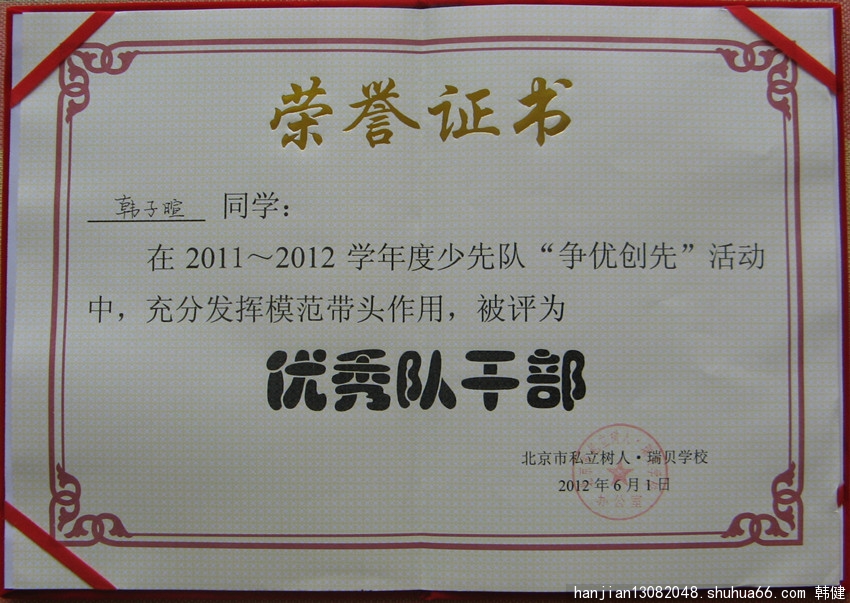 荣誉证书
韩子暄 同学：
在 2011～2012 学年度少先队“争优创先”活动
中，充分发挥模范带头作用，被评为
优秀队干部
北京市私立树人·瑞贝学校
2012 年 6 月 1 日
hanjian13082048.shuhua66.com 韩健